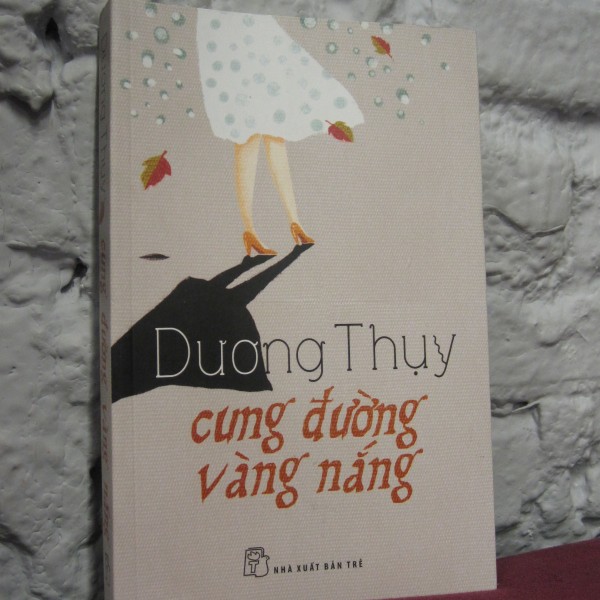 Dương Thụy
cung đường
vàng nắng
NHÀ XUẤT BẢN TRẺ